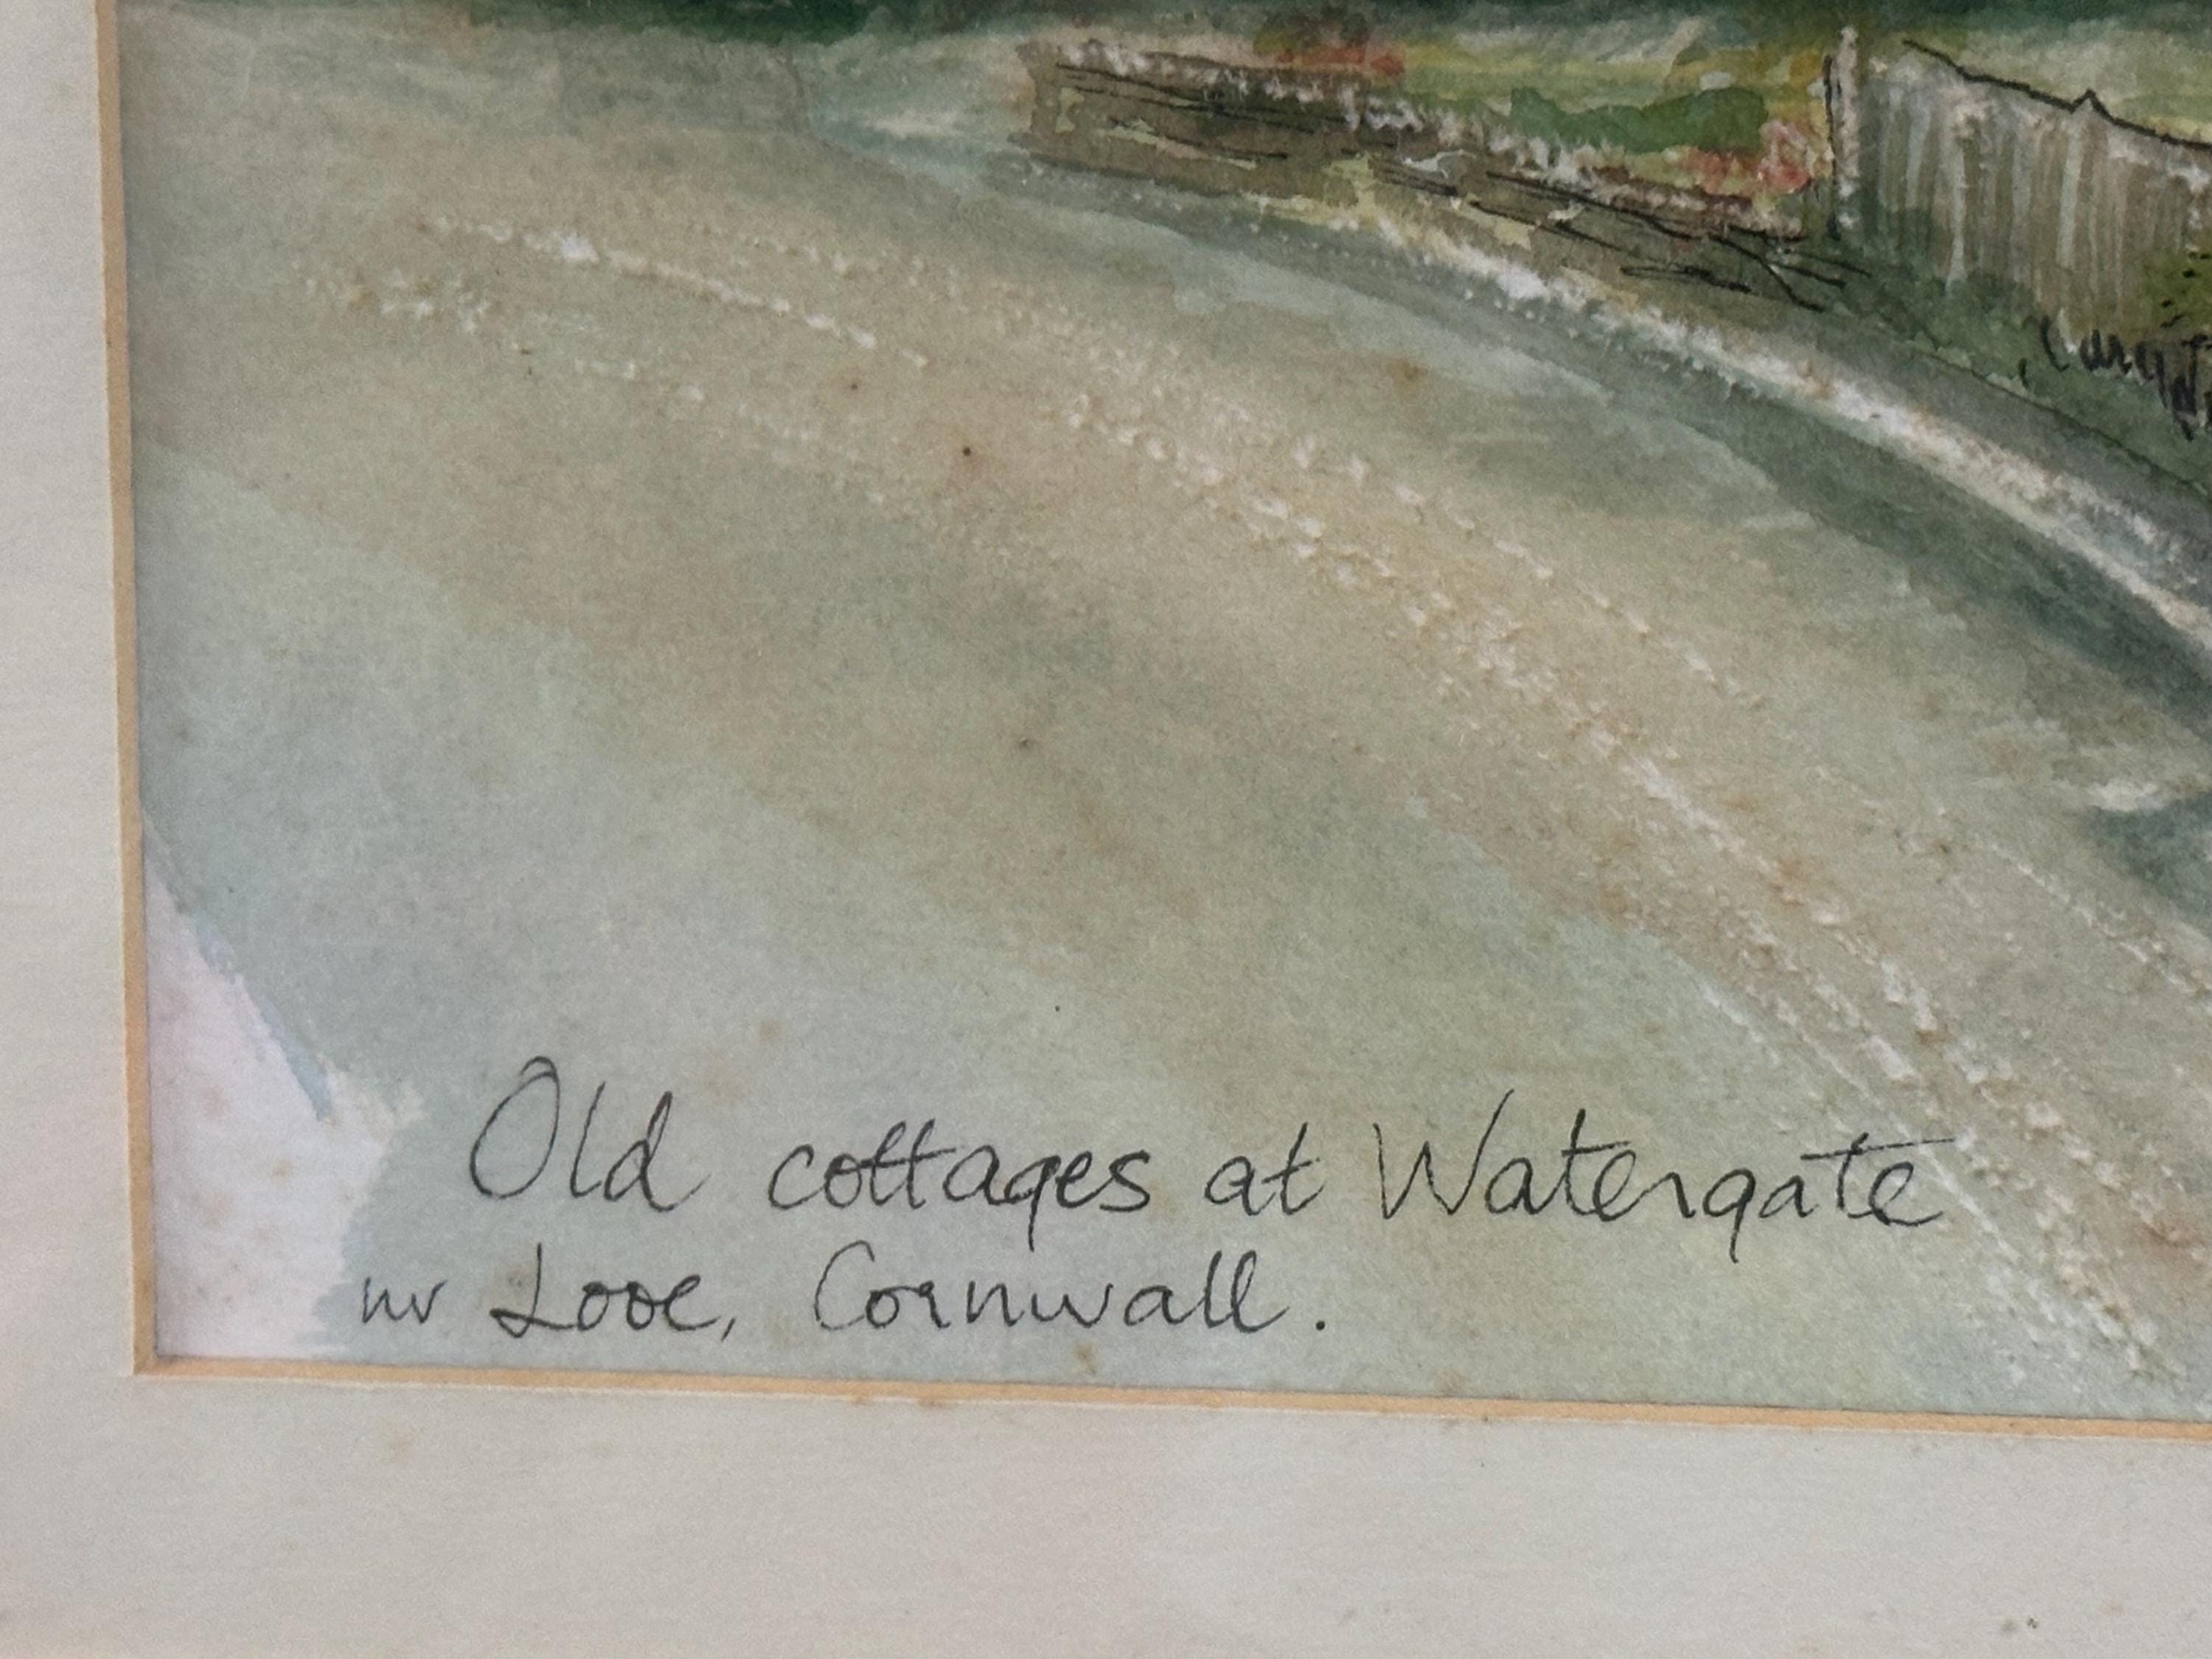 Old cottages at Watergate
nr Looe, Cornwall.